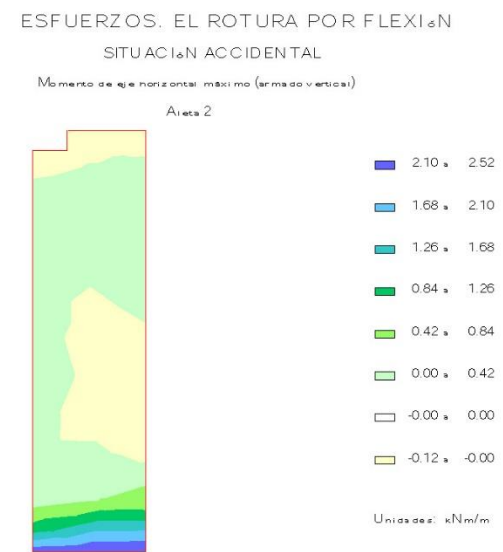 ESFUERZOS. EL ROTURA POR FLEXIóN
SITUACIóN ACCIDENTAL
Momento de eje horizontal máximo (armado vertical)
Aleta 2
2.10 a 2.52
1.68 a 2.10
1.26 a 1.68
0.84 a 1.26
0.42 a 0.84
0.00 a 0.42
-0.00 a 0.00
-0.12 a -0.00
Unidades: kNm/m